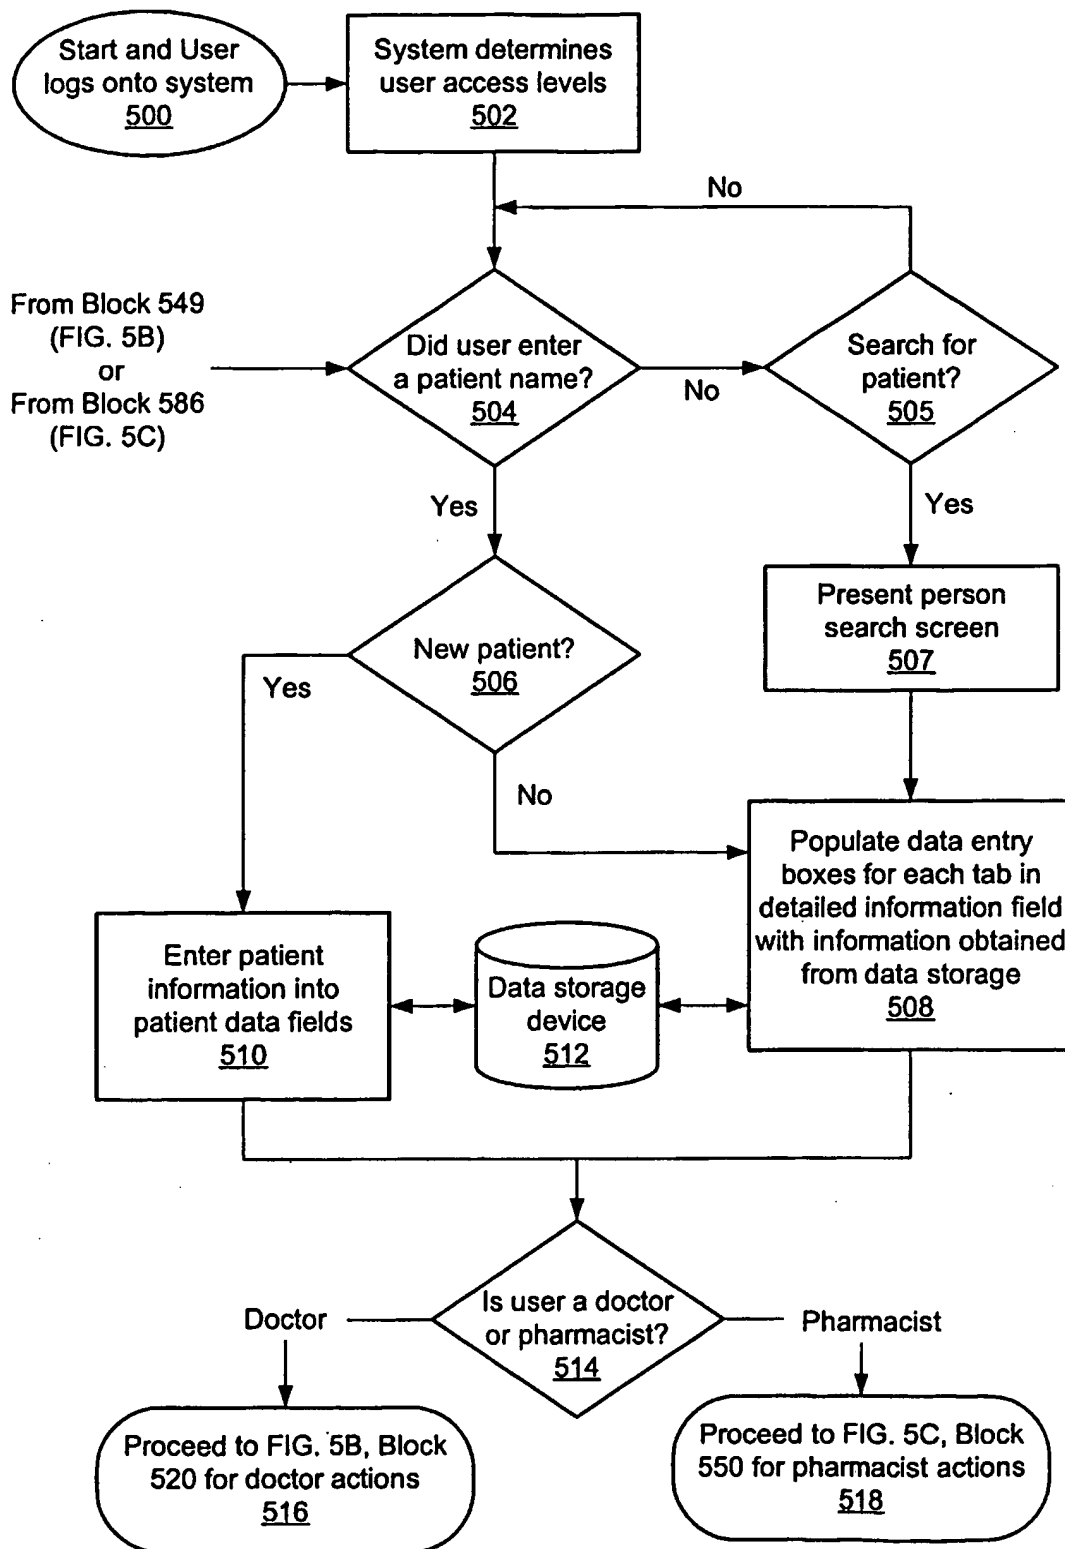 Start and User
logs onto system
500
System determines
user access levels
502
No
From Block 549
(FIG. 5B)
or
From Block 586
(FIG. 5C)
Did user enter
a patient name?
504
No
Search for
patient?
505
Yes
Yes
New patient?
506
Yes
No
Present person
search screen
507
Populate data entry
boxes for each tab in
detailed information field
with information obtained
from data storage
508
Enter patient
information into
patient data fields
510
Data storage
device
512
Is user a doctor
or pharmacist?
514
Doctor
Pharmacist
Proceed to FIG. 5B, Block
520 for doctor actions
516
Proceed to FIG. 5C, Block
550 for pharmacist actions
518